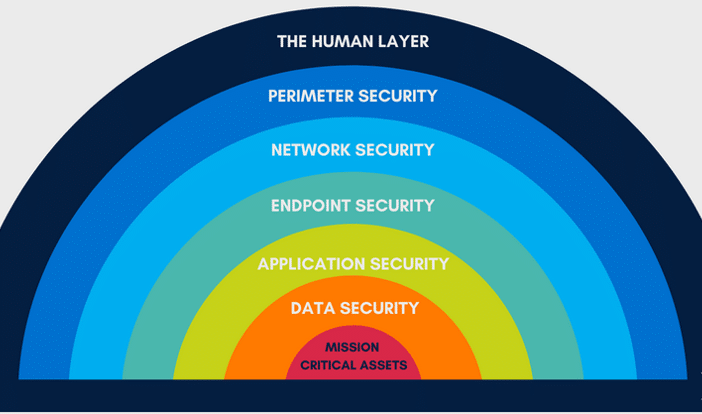 THE HUMAN LAYER
PERIMETER SECURITY
NETWORK SECURITY
ENDPOINT SECURITY
APPLICATION SECURITY
DATA SECURITY
MISSION
CRITICAL ASSETS